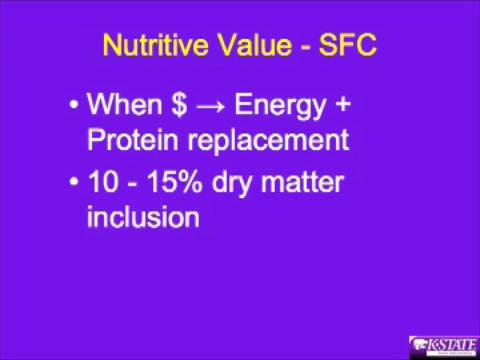 Nutritive Value - SFC
• When $ → Energy +
Protein replacement
• 10 - 15% dry matter
inclusion
K-STATE